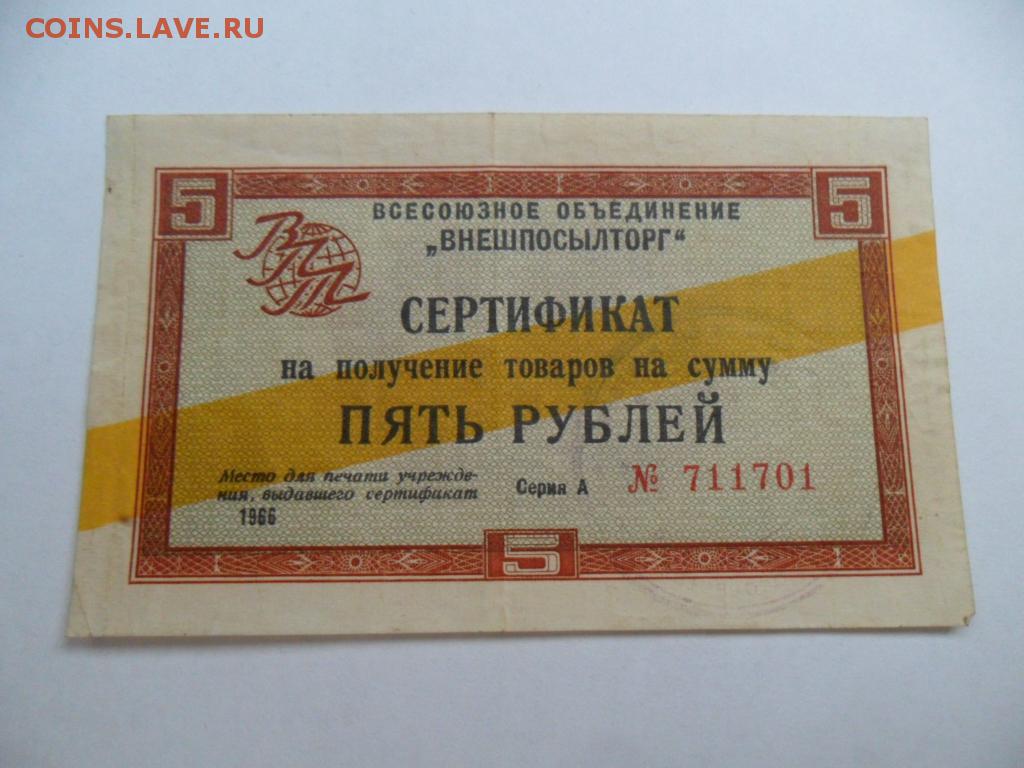 COINS.LAVE.RU
5 5
ВПТ
ВСЕСОЮЗНОЕ ОБЪЕДИНЕНИЕ
„ВНЕШПОСЫЛТОРГ“
СЕРТИФИКАТ
на получение товаров на сумму
ПЯТЬ РУБЛЕЙ
Место для печати учрежде-
ния, выдавшего сертификат
1966
Серия А № 711701
5